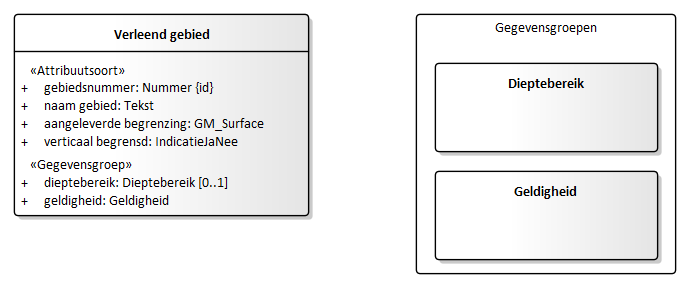 Verleend gebied
«Attribuutsoort»
+ gebiedsnummer: Nummer {id}
+ naam gebied: Tekst
+ aangeleverde begrenzing: GM_Surface
+ verticaal begrensd: IndicatieJaNee
«Gegevensgroep»
+ dieptebereik: Dieptebereik [0..1]
+ geldigheid: Geldigheid
Gegevensgroepen
Dieptebereik
Geldigheid